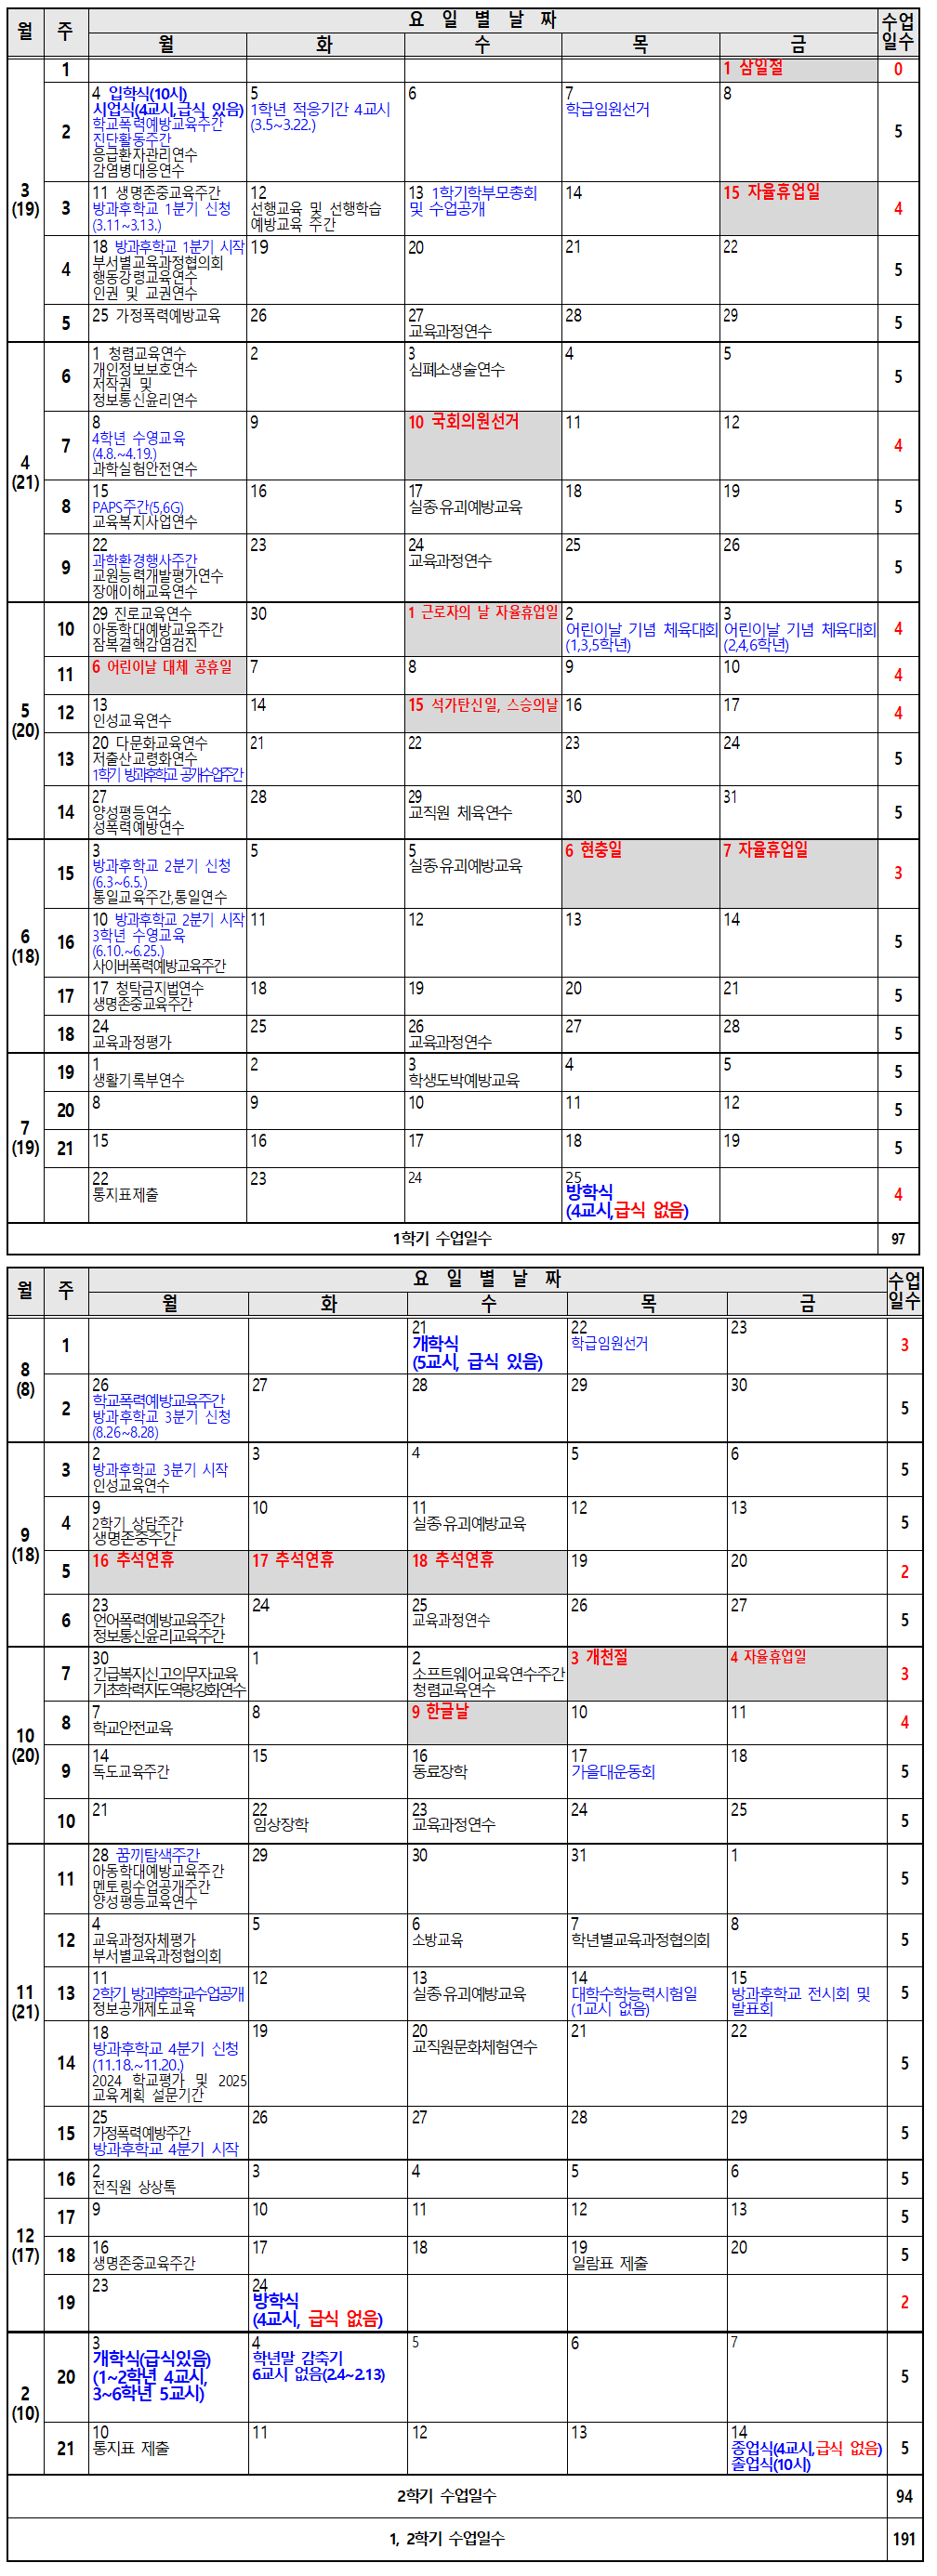 월 주 요 일 별 날 짜 수업
일수
월 화 수 목 금
3
(19)
1 1 삼일절 0
2
4 입학식(10시)
시업식(4교시,급식 있음)
학교폭력예방교육주간
진단활동주간
응급환자관리연수
감염병대응연수
5
1학년 적응기간 4교시
(3.5~3.22.)
6
7
학급임원선거
8
5
3
11 생명존중교육주간
방과후학교 1분기 신청
(3.11~3.13.)
12
선행교육 및 선행학습
예방교육 주간
13 1학기학부모총회
및 수업공개
14
15 자율휴업일
4
4
18 방과후학교 1분기 시작
부서별교육과정협의회
행동강령교육연수
인권 및 교권연수
19
20
21
22
5
5
25 가정폭력예방교육
26
27
교육과정연수
28
29
5
4
(21)
6
1 청렴교육연수
개인정보보호연수
저작권 및
정보통신윤리연수
2
3
심폐소생술연수
4
5
5
7
8
4학년 수영교육
(4.8.~4.19.)
과학실험안전연수
9
10 국회의원선거
11
12
4
8
15
PAPS주간(5,6G)
교육복지사업연수
16
17
실종·유괴예방교육
18
19
5
9
22
과학환경행사주간
교원능력개발평가연수
장애이해교육연수
23
24
교육과정연수
25
26
5
5
(20)
10
29 진로교육연수
아동학대예방교육주간
잠복결핵감염검진
30
1 근로자의 날 자율휴업일
2
어린이날 기념 체육대회
(1,3,5학년)
3
어린이날 기념 체육대회
(2,4,6학년)
4
11
6 어린이날 대체 공휴일
7
8
9
10
4
12
13
인성교육연수
14
15 석가탄신일, 스승의날
16
17
4
13
20 다문화교육연수
저출산고령화연수
1학기 방과후학교 공개수업주간
21
22
23
24
5
14
27
양성평등연수
성폭력예방연수
28
29
교직원 체육연수
30
31
5
6
(18)
15
3
방과후학교 2분기 신청
(6.3~6.5.)
통일교육주간,통일연수
5
5
실종·유괴예방교육
6 현충일
7 자율휴업일
3
16
10 방과후학교 2분기 시작
3학년 수영교육
(6.10.~6.25.)
사이버폭력예방교육주간
11
12
13
14
5
17
17 청탁금지법연수
생명존중교육주간
18
19
20
21
5
18
24
교육과정평가
25
26
교육과정연수
27
28
5
7
(19)
19
1
생활기록부연수
2
3
학생도박예방교육
4
5
5
20
8
9
10
11
12
5
21
15
16
17
18
19
5
22
통지표제출
23
24
25
방학식
(4교시,급식 없음)
4
1학기 수업일수 97
월 주 요 일 별 날 짜 수업
일수
월 화 수 목 금
8
(8)
1
21
개학식
(5교시, 급식 있음)
22
학급임원선거
23
3
2
26
학교폭력예방교육주간
방과후학교 3분기 신청
(8.26~8.28)
27
28
29
30
5
9
(18)
3
2
방과후학교 3분기 시작
인성교육연수
3
4
5
6
5
4
9
2학기 상담주간
생명존중주간
10
11
실종·유괴예방교육
12
13
5
5
16 추석연휴
17 추석연휴
18 추석연휴
19
20
2
6
23
언어폭력예방교육주간
정보통신윤리교육주간
24
25
교육과정연수
26
27
5
10
(20)
7
30
긴급복지신고의무자교육
기초학력지도역량강화연수
1
2
소프트웨어교육연수주간
청렴교육연수
3 개천절
4 자율휴업일
3
8
7
학교안전교육
8
9 한글날
10
11
4
9
14
독도교육주간
15
16
동료장학
17
가을대운동회
18
5
10
21
22
임상장학
23
교육과정연수
24
25
5
11
(21)
11
28 꿈끼탐색주간
아동학대예방교육주간
멘토링수업공개주간
양성평등교육연수
29
30
31
1
5
12
4
교육과정자체평가
부서별교육과정협의회
5
6
소방교육
7
학년별교육과정협의회
8
5
13
11
2학기 방과후학교수업공개
정보공개제도교육
12
13
실종·유괴예방교육
14
대학수학능력시험일
(1교시 없음)
15
방과후학교 전시회 및
발표회
5
14
18
방과후학교 4분기 신청
(11.18.~11.20.)
2024 학교평가 및 2025
교육계획 설문기간
19
20
교직원문화체험연수
21
22
5
15
25
가정폭력예방주간
방과후학교 4분기 시작
26
27
28
29
5
12
(17)
16
2
전직원 상상톡
3
4
5
6
5
17
9
10
11
12
13
5
18
16
생명존중교육주간
17
18
19
일람표 제출
20
5
19
23
24
방학식
(4교시, 급식 없음)
2
2
(10)
20
3
개학식(급식있음)
(1~2학년 4교시,
3~6학년 5교시)
4
학년말 감축기
6교시 없음(2.4~2.13)
5
6
7
5
21
10
통지표 제출
11
12
13
14
종업식(4교시,급식 없음)
졸업식(10시)
5
2학기 수업일수 94
1, 2학기 수업일수 191